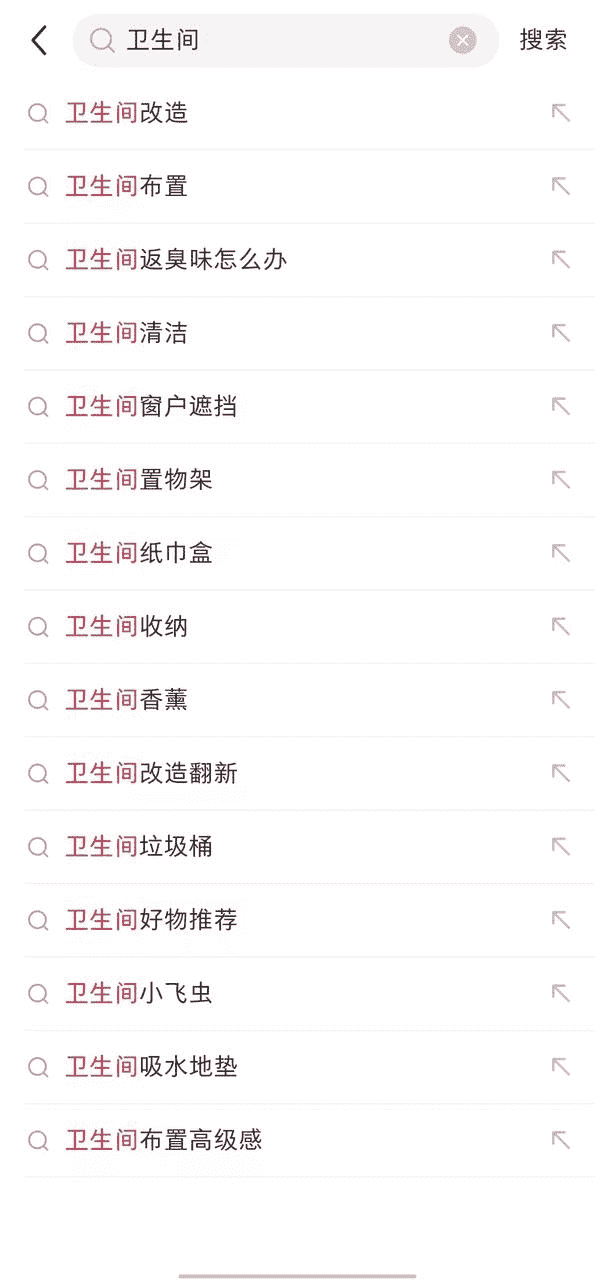 卫生间 搜索
卫生间改造
卫生间布置
卫生间返臭味怎么办
卫生间清洁
卫生间窗户遮挡
卫生间置物架
卫生间纸巾盒
卫生间收纳
卫生间香薰
卫生间改造翻新
卫生间垃圾桶
卫生间好物推荐
卫生间小飞虫
卫生间吸水地垫
卫生间布置高级感